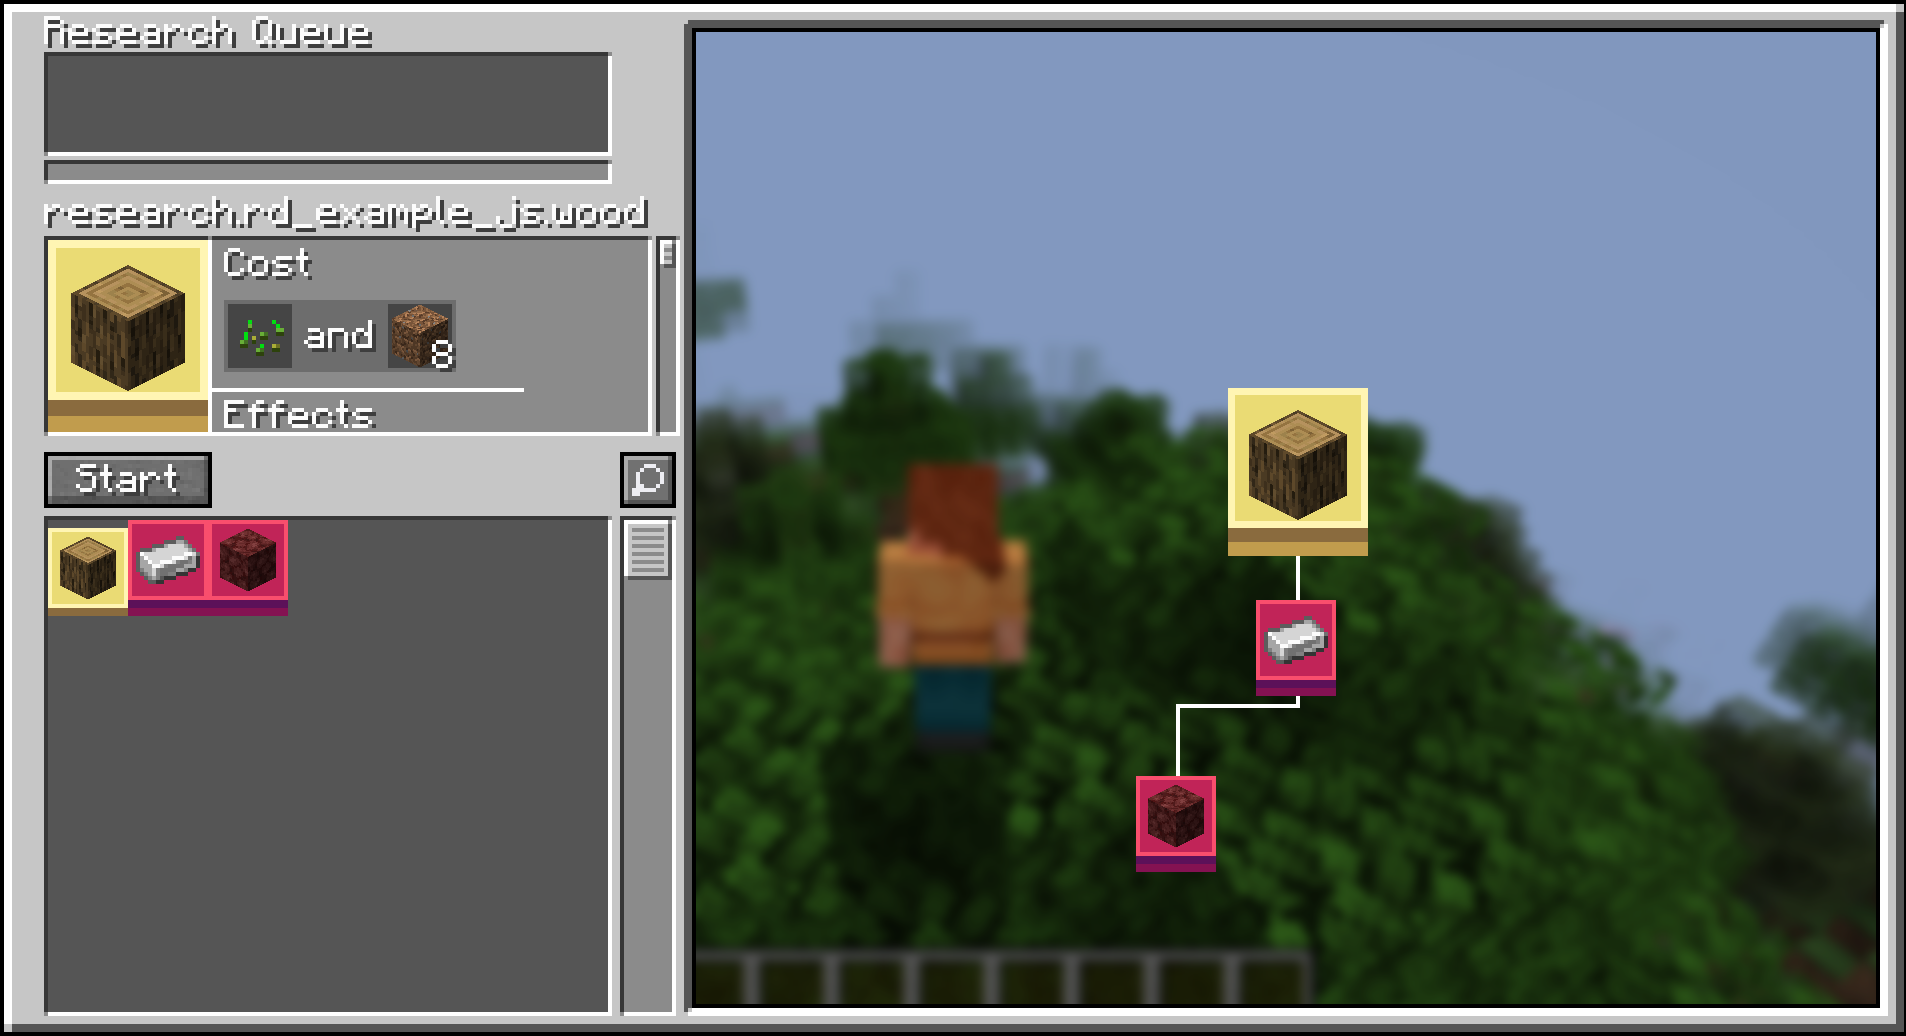 Research Queue
research.rd_example_js.wood
Cost
and 8
Effects
Start